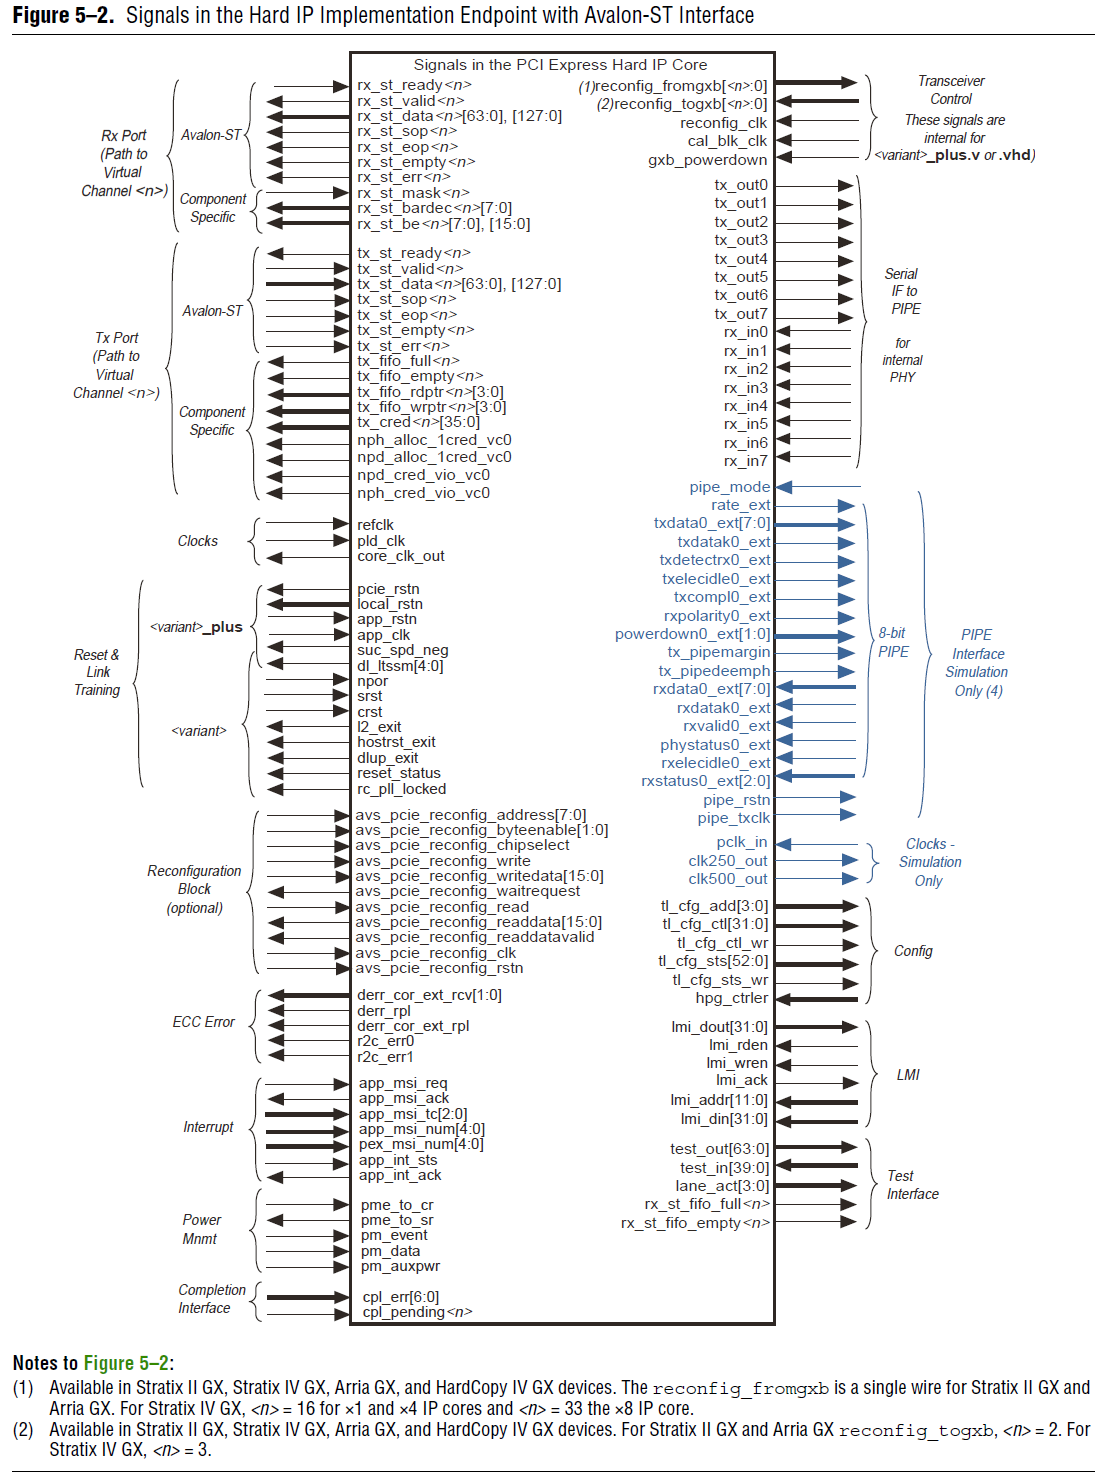 Figure 5–2. Signals in the Hard IP Implementation Endpoint with Avalon-ST Interface
Signals in the PCI Express Hard IP Core
Rx Port
(Path to
Virtual
Channel <n>)
Avalon-ST
rx_st_ready<n>
rx_st_valid<n>
rx_st_data<n>[63:0], [127:0]
rx_st_sop<n>
rx_st_eop<n>
rx_st_empty<n>
rx_st_err<n>
Component
Specific
rx_st_mask<n>
rx_st_bardec<n>[7:0]
rx_st_be<n>[7:0], [15:0]
Tx Port
(Path to
Virtual
Channel <n>)
Avalon-ST
tx_st_ready<n>
tx_st_valid<n>
tx_st_data<n>[63:0], [127:0]
tx_st_sop<n>
tx_st_eop<n>
tx_st_empty<n>
tx_st_err<n>
Component
Specific
tx_fifo_full<n>
tx_fifo_empty<n>
tx_fifo_rdptr<n>[3:0]
tx_fifo_wrptr<n>[3:0]
tx_cred<n>[35:0]
nph_alloc_1cred_vc0
npd_alloc_1cred_vc0
npd_cred_vio_vc0
nph_cred_vio_vc0
Clocks
refclk
pld_clk
core_clk_out
Reset &
Link
Training
<variant>_plus
pcie_rstn
local_rstn
app_rstn
app_clk
suc_spd_neg
dl_ltssm[4:0]
<variant>
npor
srst
crst
l2_exit
hostrst_exit
dlup_exit
reset_status
rc_pll_locked
Reconfiguration
Block
(optional)
avs_pcie_reconfig_address[7:0]
avs_pcie_reconfig_byteenable[1:0]
avs_pcie_reconfig_chipselect
avs_pcie_reconfig_write
avs_pcie_reconfig_writedata[15:0]
avs_pcie_reconfig_waitrequest
avs_pcie_reconfig_read
avs_pcie_reconfig_readdata[15:0]
avs_pcie_reconfig_readdatavalid
avs_pcie_reconfig_clk
avs_pcie_reconfig_rstn
ECC Error
derr_cor_ext_rcv[1:0]
derr_rpl
derr_cor_ext_rpl
r2c_err0
r2c_err1
Interrupt
app_msi_req
app_msi_ack
app_msi_tc[2:0]
app_msi_num[4:0]
pex_msi_num[4:0]
app_int_sts
app_int_ack
Power
Mnmt
pme_to_cr
pme_to_sr
pm_event
pm_data
pm_auxpwr
Completion
Interface
cpl_err[6:0]
cpl_pending<n>
(1)reconfig_fromgxb[<n>:0]
(2)reconfig_togxb[<n>:0]
reconfig_clk
cal_blk_clk
gxb_powerdown
Transceiver
Control
These signals are
internal for
<variant>_plus.v or .vhd)
tx_out0
tx_out1
tx_out2
tx_out3
tx_out4
tx_out5
tx_out6
tx_out7
rx_in0
rx_in1
rx_in2
rx_in3
rx_in4
rx_in5
rx_in6
rx_in7
Serial
IF to
PIPE
for
internal
PHY
pipe_mode
rate_ext
txdata0_ext[7:0]
txdatak0_ext
txdetectrx0_ext
txelecidle0_ext
txcompl0_ext
rxpolarity0_ext
powerdown0_ext[1:0]
tx_pipemargin
tx_pipedeemph
rxdata0_ext[7:0]
rxdatak0_ext
rxvalid0_ext
phystatus0_ext
rxelecidle0_ext
rxstatus0_ext[2:0]
pipe_rstn
pipe_txclk
8-bit
PIPE
PIPE
Interface
Simulation
Only (4)
pclk_in
clk250_out
clk500_out
Clocks -
Simulation
Only
tl_cfg_add[3:0]
tl_cfg_ctl[31:0]
tl_cfg_ctl_wr
tl_cfg_sts[52:0]
tl_cfg_sts_wr
hpg_ctrler
Config
lmi_dout[31:0]
lmi_rden
lmi_wren
lmi_ack
lmi_addr[11:0]
lmi_din[31:0]
LMI
test_out[63:0]
test_in[39:0]
lane_act[3:0]
rx_st_fifo_full<n>
rx_st_fifo_empty<n>
Test
Interface
Notes to Figure 5–2:
(1) Available in Stratix II GX, Stratix IV GX, Arria GX, and HardCopy IV GX devices. The reconfig_fromgxb is a single wire for Stratix II GX and
Arria GX. For Stratix IV GX, <n> = 16 for ×1 and ×4 IP cores and <n> = 33 the ×8 IP core.
(2) Available in Stratix II GX, Stratix IV GX, Arria GX, and HardCopy IV GX devices. For Stratix II GX and Arria GX reconfig_togxb, <n> = 2. For
Stratix IV GX, <n> = 3.